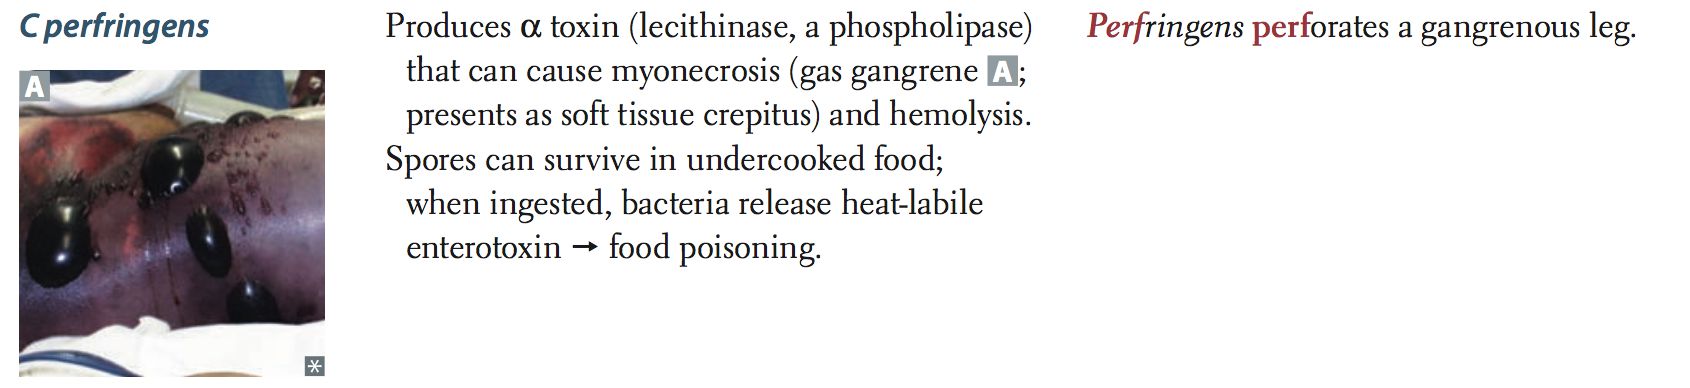 C perfringens
A
Produces α toxin (lecithinase, a phospholipase)
that can cause myonecrosis (gas gangrene A;
presents as soft tissue crepitus) and hemolysis.
Spores can survive in undercooked food;
when ingested, bacteria release heat-labile
enterotoxin → food poisoning.
Perfringens perforates a gangrenous leg.